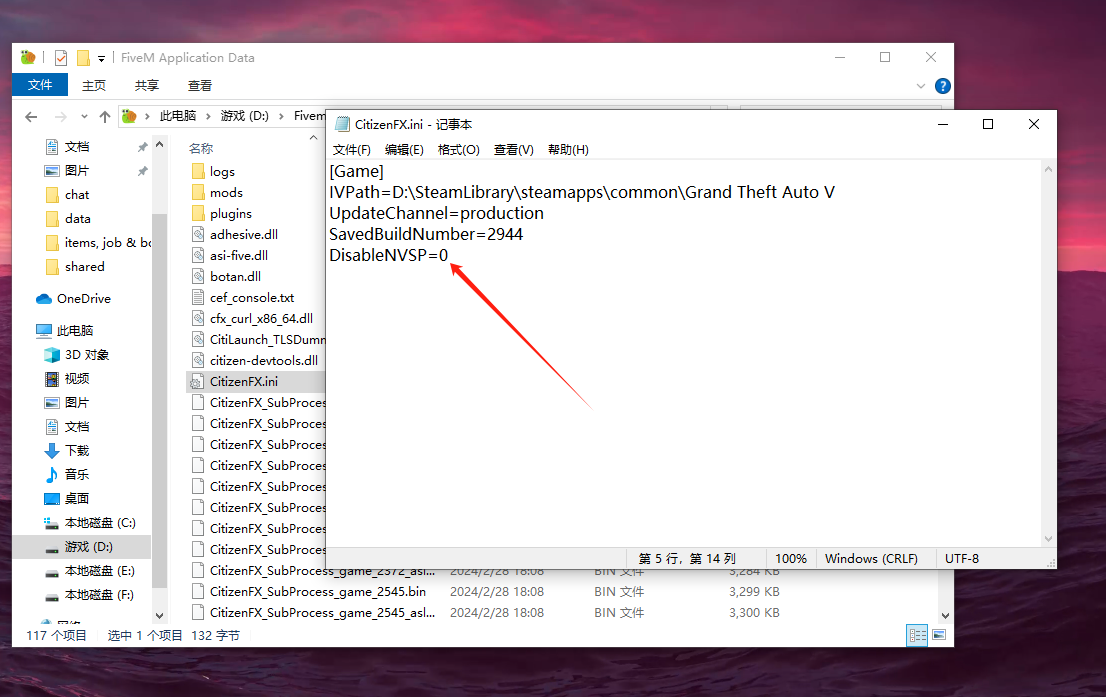 FiveM Application Data
文件 主页 共享 查看
此电脑 游戏 (D:) Fivem
文档
图片
chat
data
items, job & bo
shared
OneDrive
此电脑
3D 对象
视频
图片
文档
下载
音乐
桌面
本地磁盘 (C:)
游戏 (D:)
本地磁盘 (E:)
本地磁盘 (F:)
网络
名称
logs
mods
plugins
adhesive.dll
asi-five.dll
botan.dll
cef_console.txt
cfx_curl_x86_64.dll
CitiLaunch_TLSDumm
citizen-devtools.dll
CitizenFX.ini
CitizenFX_SubProces
CitizenFX_SubProces
CitizenFX_SubProces
CitizenFX_SubProces
CitizenFX_SubProces
CitizenFX_SubProces
CitizenFX_SubProces
CitizenFX_SubProces
CitizenFX_SubProcess_game_2372_asl... 2024/2/28 18:08 BIN 文件 3,284 KB
CitizenFX_SubProcess_game_2545.bin 2024/2/28 18:08 BIN 文件 3,299 KB
CitizenFX_SubProcess_game_2545_asl... 2024/2/28 18:08 BIN 文件 3,300 KB
117 个项目 选中 1 个项目 132 字节
CitizenFX.ini - 记事本
文件(F) 编辑(E) 格式(O) 查看(V) 帮助(H)
[Game]
IVPath=D:\SteamLibrary\steamapps\common\Grand Theft Auto V
UpdateChannel=production
SavedBuildNumber=2944
DisableNVSP=0
第 5 行，第 14 列 100% Windows (CRLF) UTF-8